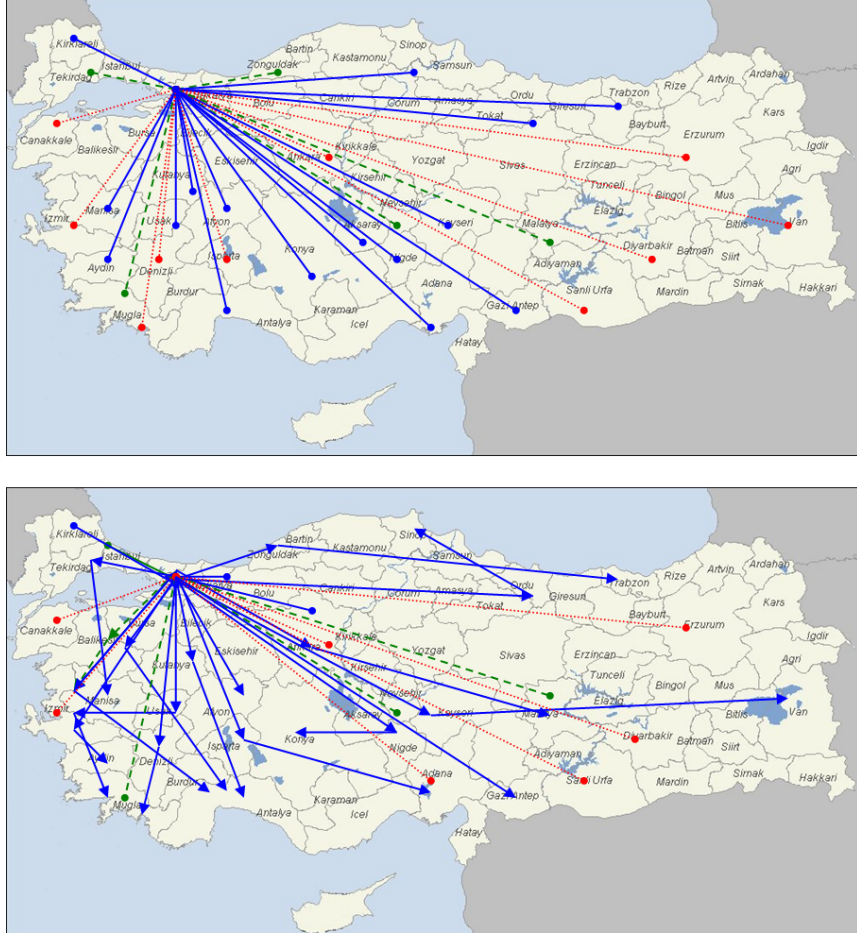 Bartin
Sinop
Kirklareli
Kastamonu
Istanbul
Zonguldak
Samsun
Tekirdag
Ardahan
Artvin
Rize
Trabzon
Ordu
Bolu
Cankiri
Corum
Amasya
Giresun
Kars
Tokat
Bayburt
Canakkale
Bursa
Bilecik
Erzurum
Balikesir
Kirikkale
Ankara
Igdir
Eskisehir
Yozgat
Sivas
Erzincan
Agri
Kutahya
Kirsehir
Tunceli
Bingol
Mus
Nevsehir
Elazig
Manisa
Izmir
Usak
Afyon
Aksaray
Kayseri
Malatya
Bitlis
Van
Konya
Diyarbakir
Batman
Siirt
Isparta
Nigde
Adiyaman
Aydin
Denizli
Adana
Sirnak
Hakkari
Burdur
Sanli Urfa
Mardin
Gazi Antep
Mugla
Karaman
Antalya
Icel
Hatay
Kirklareli
Bartin
Sinop
Istanbul
Kastamonu
Zonguldak
Samsun
Tekirdag
Ardahan
Artvin
Rize
Trabzon
Ordu
Bolu
Cankiri
Corum
Amasya
Giresun
Kars
Tokat
Bayburt
Canakkale
Bursa
Bilecik
Erzurum
Balikesir
Kirikkale
Ankara
Igdir
Eskisehir
Yozgat
Sivas
Erzincan
Agri
Kutahya
Kirsehir
Tunceli
Bingol
Mus
Nevsehir
Elazig
Manisa
Izmir
Usak
Afyon
Aksaray
Kayseri
Malatya
Bitlis
Van
Konya
Diyarbakir
Batman
Siirt
Isparta
Nigde
Adiyaman
Aydin
Denizli
Adana
Sirnak
Hakkari
Burdur
Sanli Urfa
Mardin
Gazi Antep
Mugla
Karaman
Antalya
Icel
Hatay